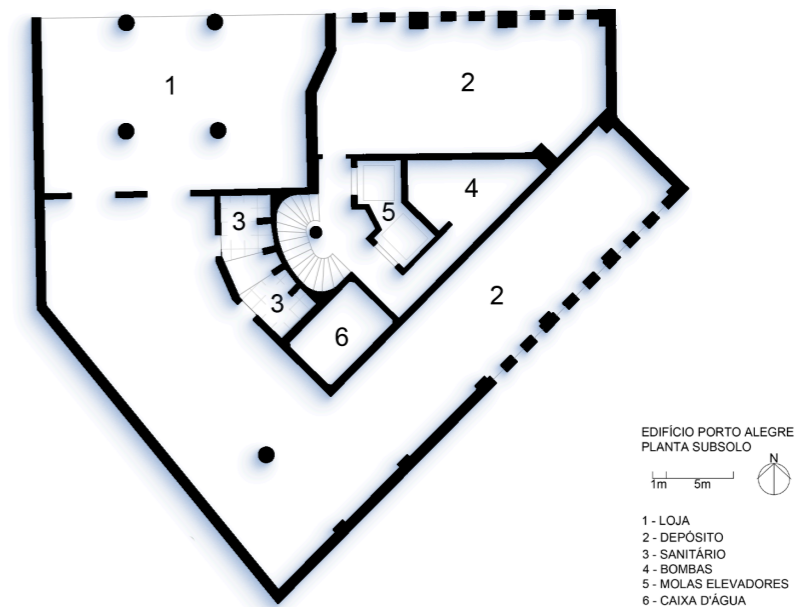 1
2
4
5
3
3
2
6
EDIFÍCIO PORTO ALEGRE
PLANTA SUBSOLO
N
1m 5m
1 - LOJA
2 - DEPÓSITO
3 - SANITÁRIO
4 - BOMBAS
5 - MOLAS ELEVADORES
6 - CAIXA D'ÁGUA